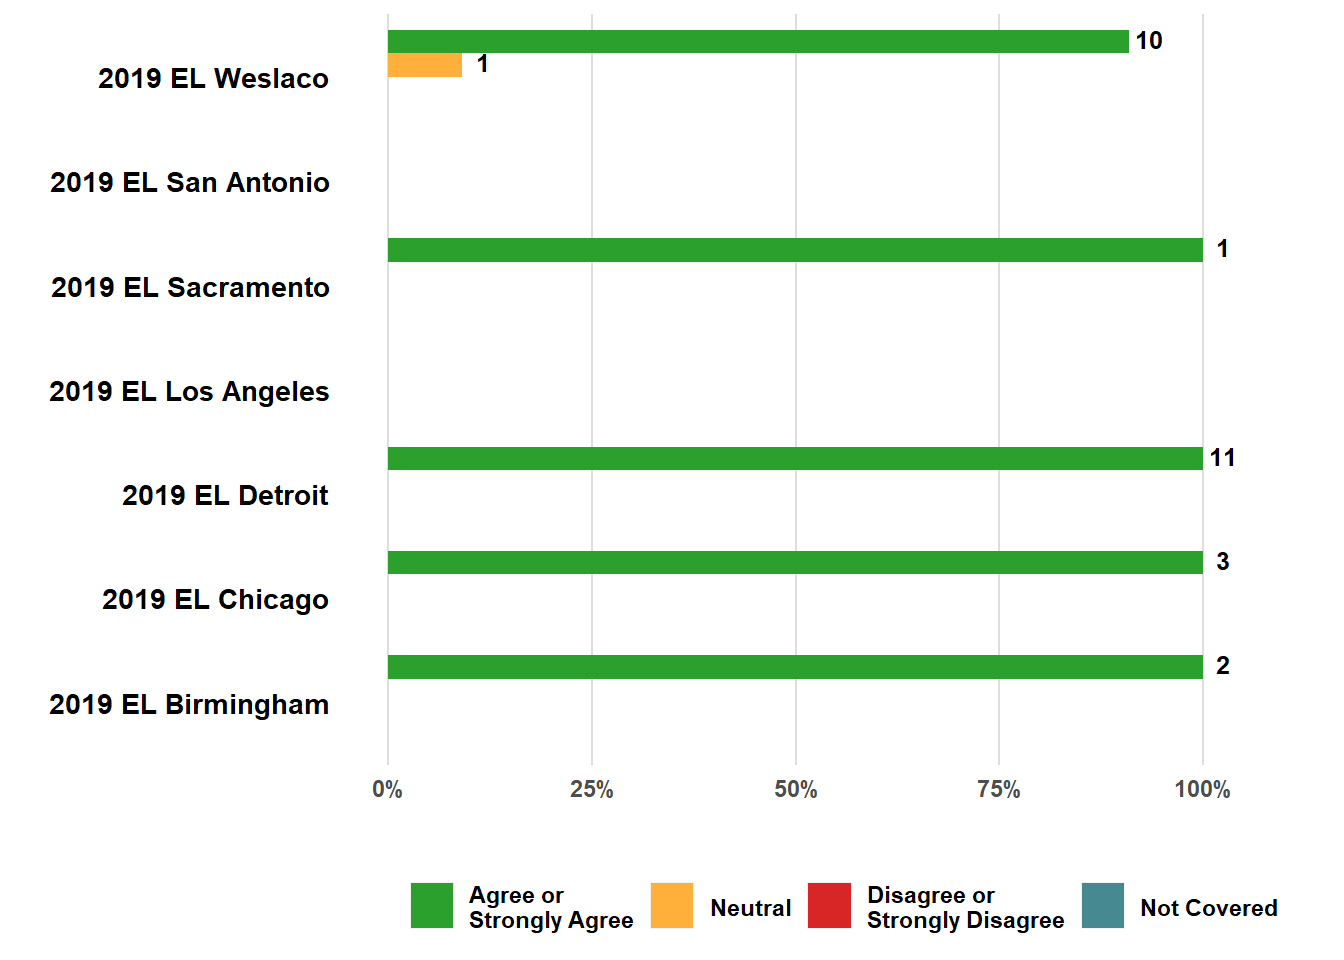 10
1
2019 EL Weslaco
2019 EL San Antonio
1
2019 EL Sacramento
2019 EL Los Angeles
11
2019 EL Detroit
3
2019 EL Chicago
2
2019 EL Birmingham
0% 25% 50% 75% 100%
Agree or
Strongly Agree
Neutral
Disagree or
Strongly Disagree
Not Covered